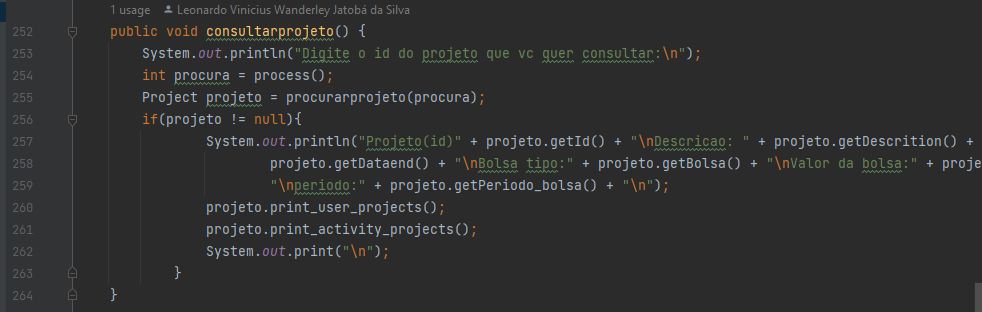 1 usage Leonardo Vinicius Wanderley Jatobá da Silva
252 public void consultarprojeto() {
253 System.out.println("Digite o id do projeto que vc quer consultar:\n");
254 int procura = process();
255 Project projeto = procurarprojeto(procura);
256 if(projeto != null){
257 System.out.println("Projeto(id)" + projeto.getId() + "\nDescricao: " + projeto.getDescrition() +
258 projeto.getDataend() + "\nBolsa tipo:" + projeto.getBolsa() + "\nValor da bolsa:" + proje
259 "\nperiodo:" + projeto.getPeriodo_bolsa() + "\n");
260 projeto.print_user_projects();
261 projeto.print_activity_projects();
262 System.out.print("\n");
263 }
264 }